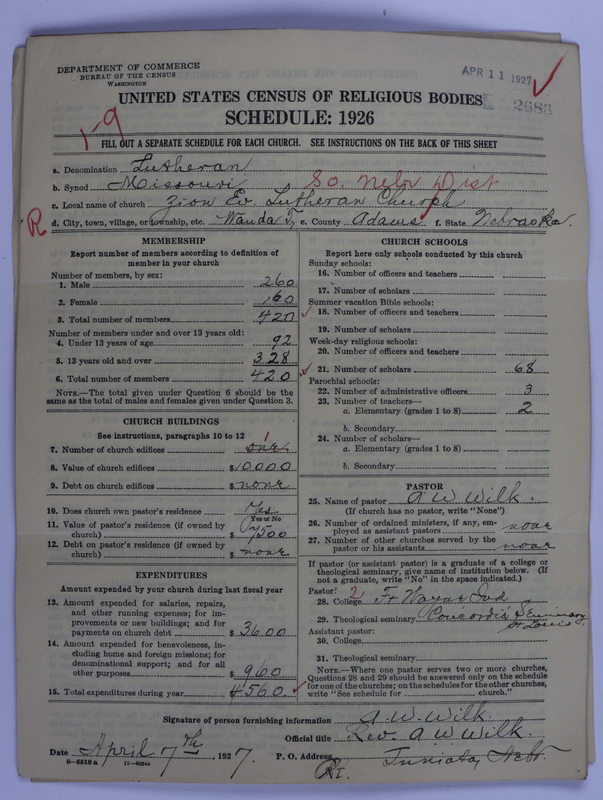 DEPARTMENT OF COMMERCE
BUREAU OF THE CENSUS
WASHINGTON
APR 11 1927
2683
UNITED STATES CENSUS OF RELIGIOUS BODIES
SCHEDULE: 1926
1-9
FILL OUT A SEPARATE SCHEDULE FOR EACH CHURCH. SEE INSTRUCTIONS ON THE BACK OF THIS SHEET
a. Denomination Lutheran
b. Synod Missouri So. Nebr Dist
c. Local name of church Zion Ev. Lutheran Church
R
d. City, town, village, or township, etc. Wanda T. e. County Adams f. State Nebraska.
MEMBERSHIP
Report number of members according to definition of
member in your church
Number of members, by sex:
1. Male 260
2. Female 160
3. Total number of members 420
Number of members under and over 13 years old:
4. Under 13 years of age 92
5. 13 years old and over 328
6. Total number of members 420
NOTE.—The total given under Question 6 should be the
same as the total of males and females given under Question 3.
CHURCH BUILDINGS
See instructions, paragraphs 10 to 12
7. Number of church edifices one 1
8. Value of church edifices $10000
9. Debt on church edifices $none
10. Does church own pastor's residence Yes
Yes or No
11. Value of pastor's residence (if owned by
church) $7500
12. Debt on pastor's residence (if owned by
church) $none
EXPENDITURES
Amount expended by your church during last fiscal year
13. Amount expended for salaries, repairs,
and other running expenses; for im-
provements or new buildings; and for
payments on church debt $3600
14. Amount expended for benevolences, in-
cluding home and foreign missions; for
denominational support; and for all
other purposes $960
15. Total expenditures during year $4560
CHURCH SCHOOLS
Report here only schools conducted by this church
Sunday schools:
16. Number of officers and teachers
17. Number of scholars
Summer vacation Bible schools:
18. Number of officers and teachers
19. Number of scholars
Week-day religious schools:
20. Number of officers and teachers
21. Number of scholars 68
Parochial schools:
22. Number of administrative officers 3
23. Number of teachers—
a. Elementary (grades 1 to 8) 2
b. Secondary
24. Number of scholars—
a. Elementary (grades 1 to 8)
b. Secondary
PASTOR
25. Name of pastor A W Wilk.
(If church has no pastor, write "None")
26. Number of ordained ministers, if any, em-
ployed as assistant pastors none
27. Number of other churches served by the
pastor or his assistants none
If pastor (or assistant pastor) is a graduate of a college or
theological seminary, give name of institution below. (If
not a graduate, write "No" in the space indicated.)
Pastor: 2
28. College Ft Wayne Ind
29. Theological seminary Concordia Seminary
St Louis
Assistant pastor:
30. College
31. Theological seminary
NOTE.—Where one pastor serves two or more churches,
Questions 28 and 29 should be answered only on the schedule
for one of the churches; on the schedules for the other churches,
write "See schedule for church."
Signature of person furnishing information A. W. Wilk.
Official title Rev. A W Wilk.
Date April 7th, 1927. P. O. Address Juniata, Nebr.
8-5518a 11-9054a